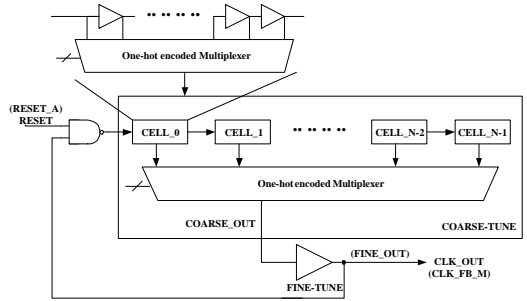 One-hot encoded Multiplexer
(RESET_A)
RESET
CELL_0
CELL_1
CELL_N-2
CELL_N-1
One-hot encoded Multiplexer
COARSE_OUT
COARSE-TUNE
(FINE_OUT)
CLK_OUT
(CLK_FB_M)
FINE-TUNE